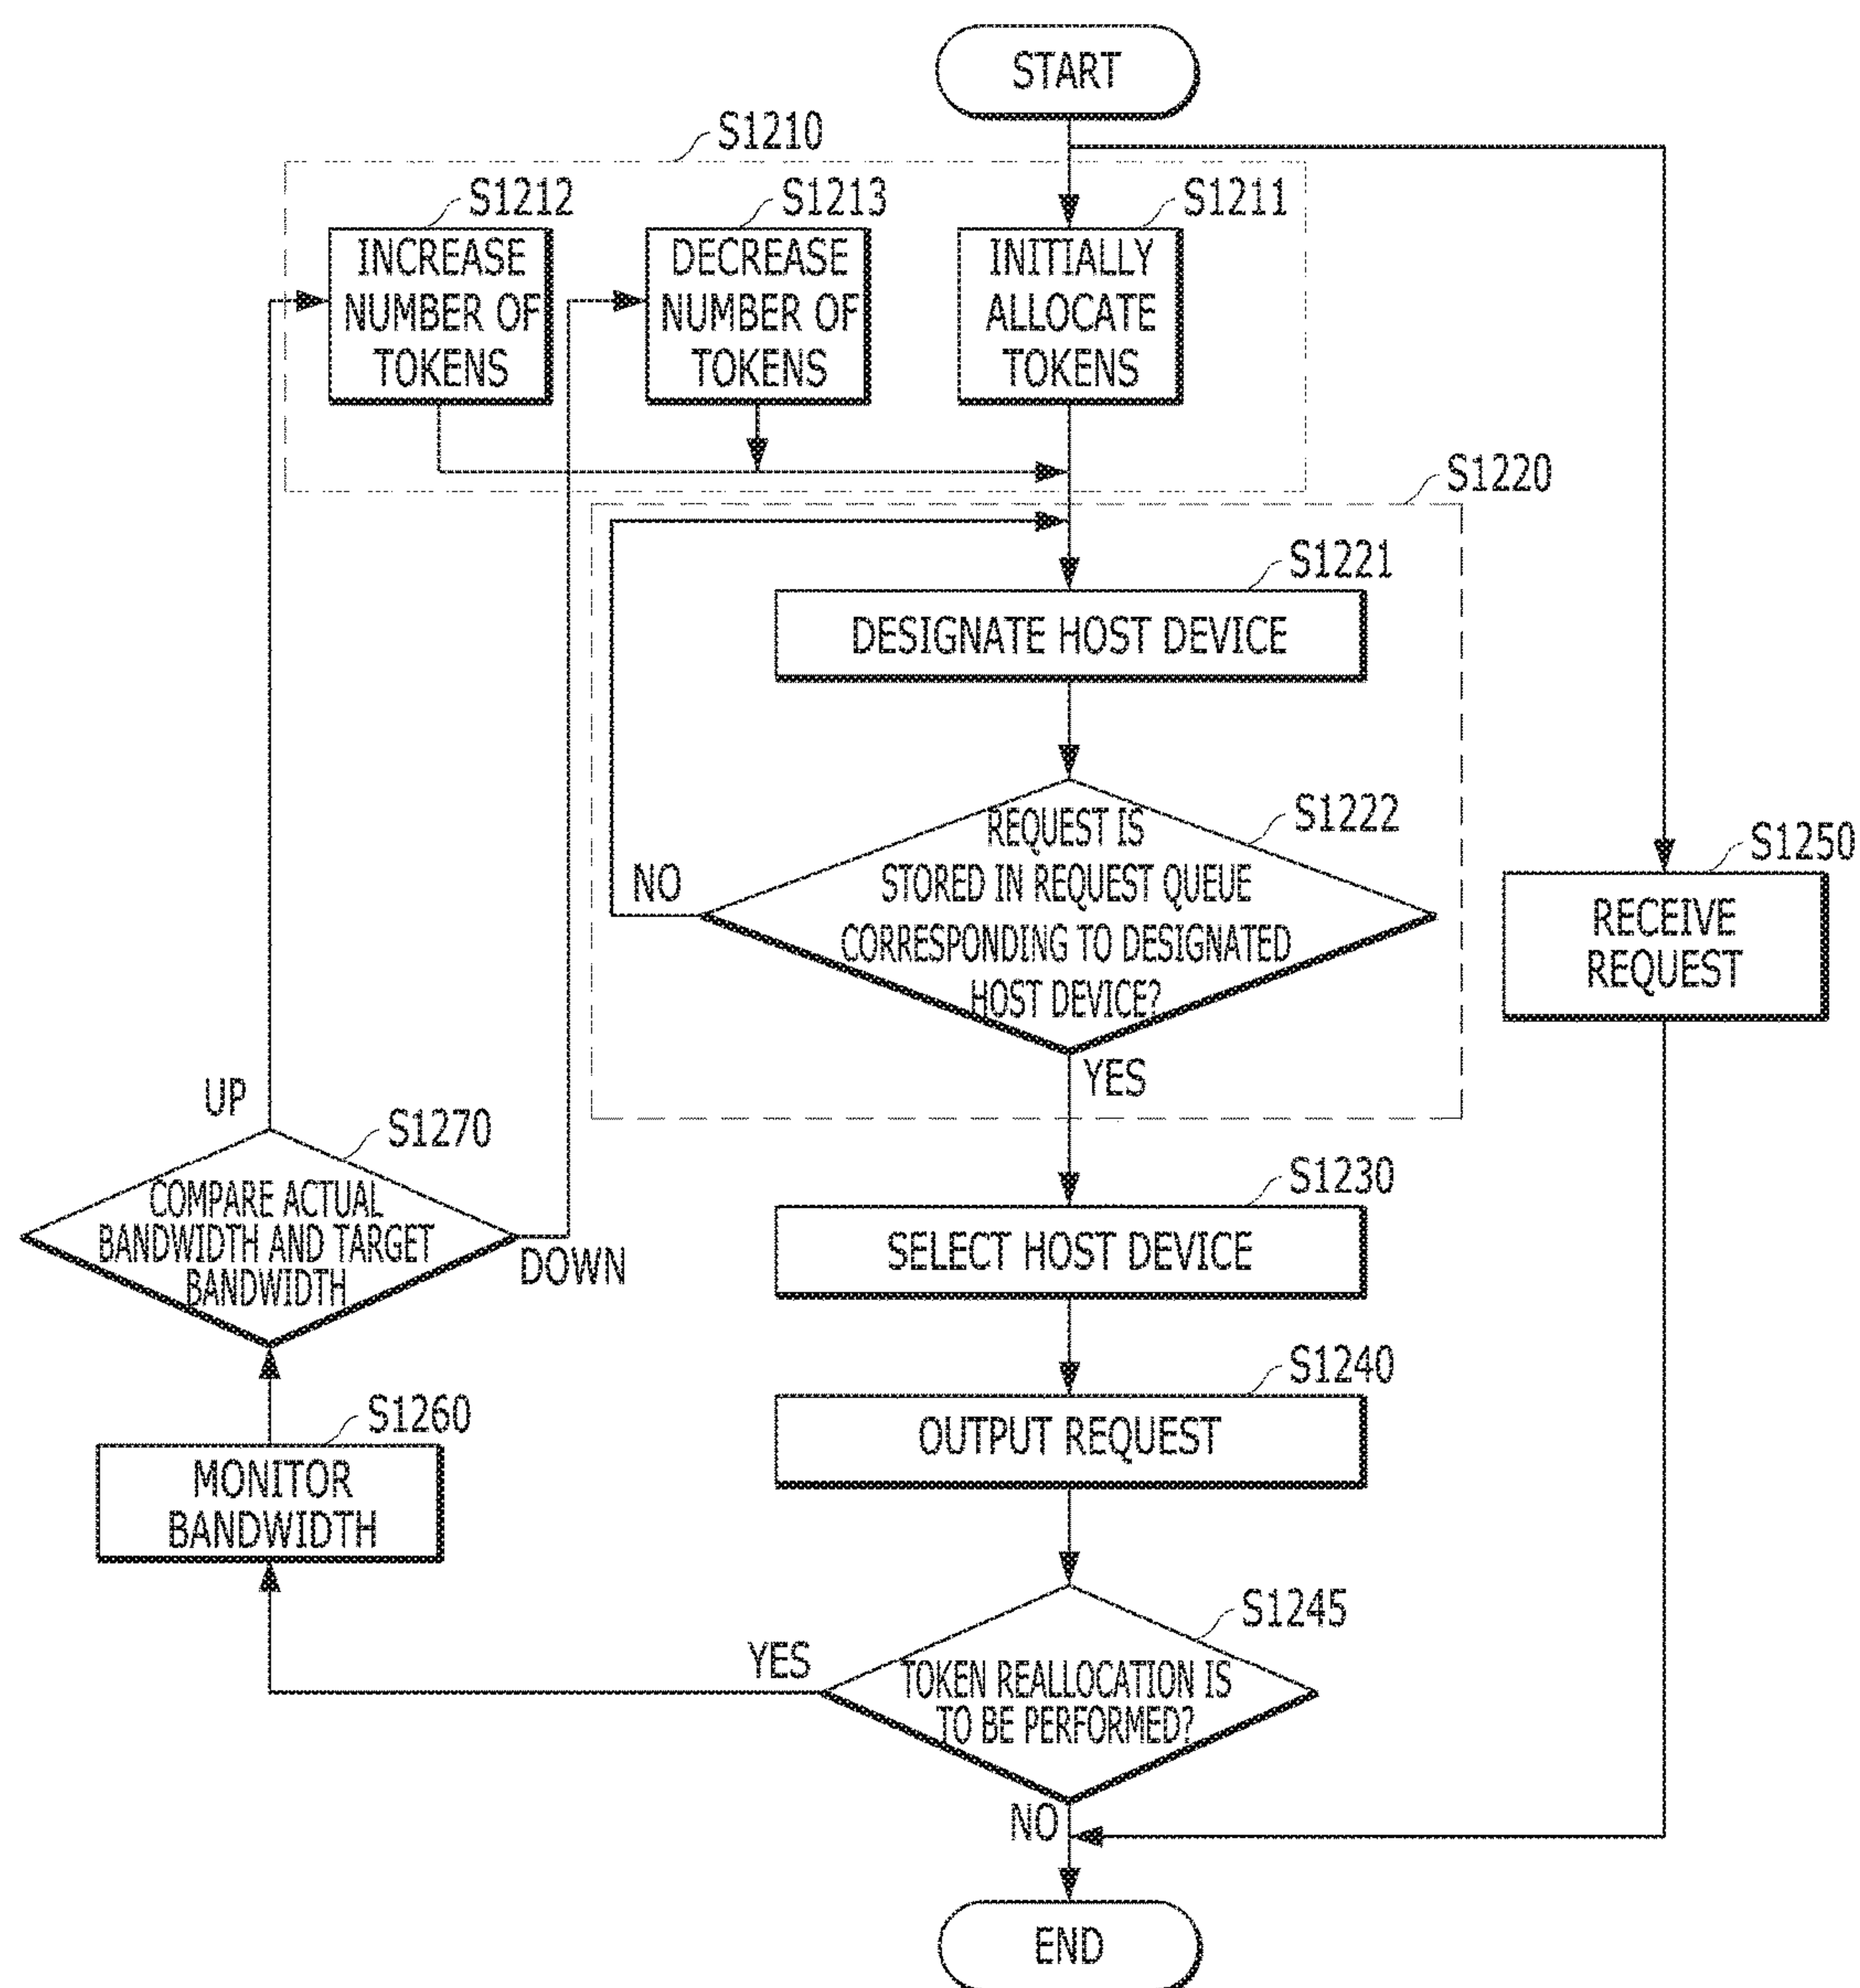 START
S1210
S1212
S1213
S1211
INCREASE
NUMBER OF
TOKENS
DECREASE
NUMBER OF
TOKENS
INITIALLY
ALLOCATE
TOKENS
S1220
S1221
DESIGNATE HOST DEVICE
S1222
REQUEST IS
STORED IN REQUEST QUEUE
CORRESPONDING TO DESIGNATED
HOST DEVICE?
NO
YES
S1250
RECEIVE
REQUEST
UP
S1270
COMPARE ACTUAL
BANDWIDTH AND TARGET
BANDWIDTH
DOWN
S1230
SELECT HOST DEVICE
S1240
OUTPUT REQUEST
S1260
MONITOR
BANDWIDTH
S1245
TOKEN REALLOCATION IS
TO BE PERFORMED?
YES
NO
END